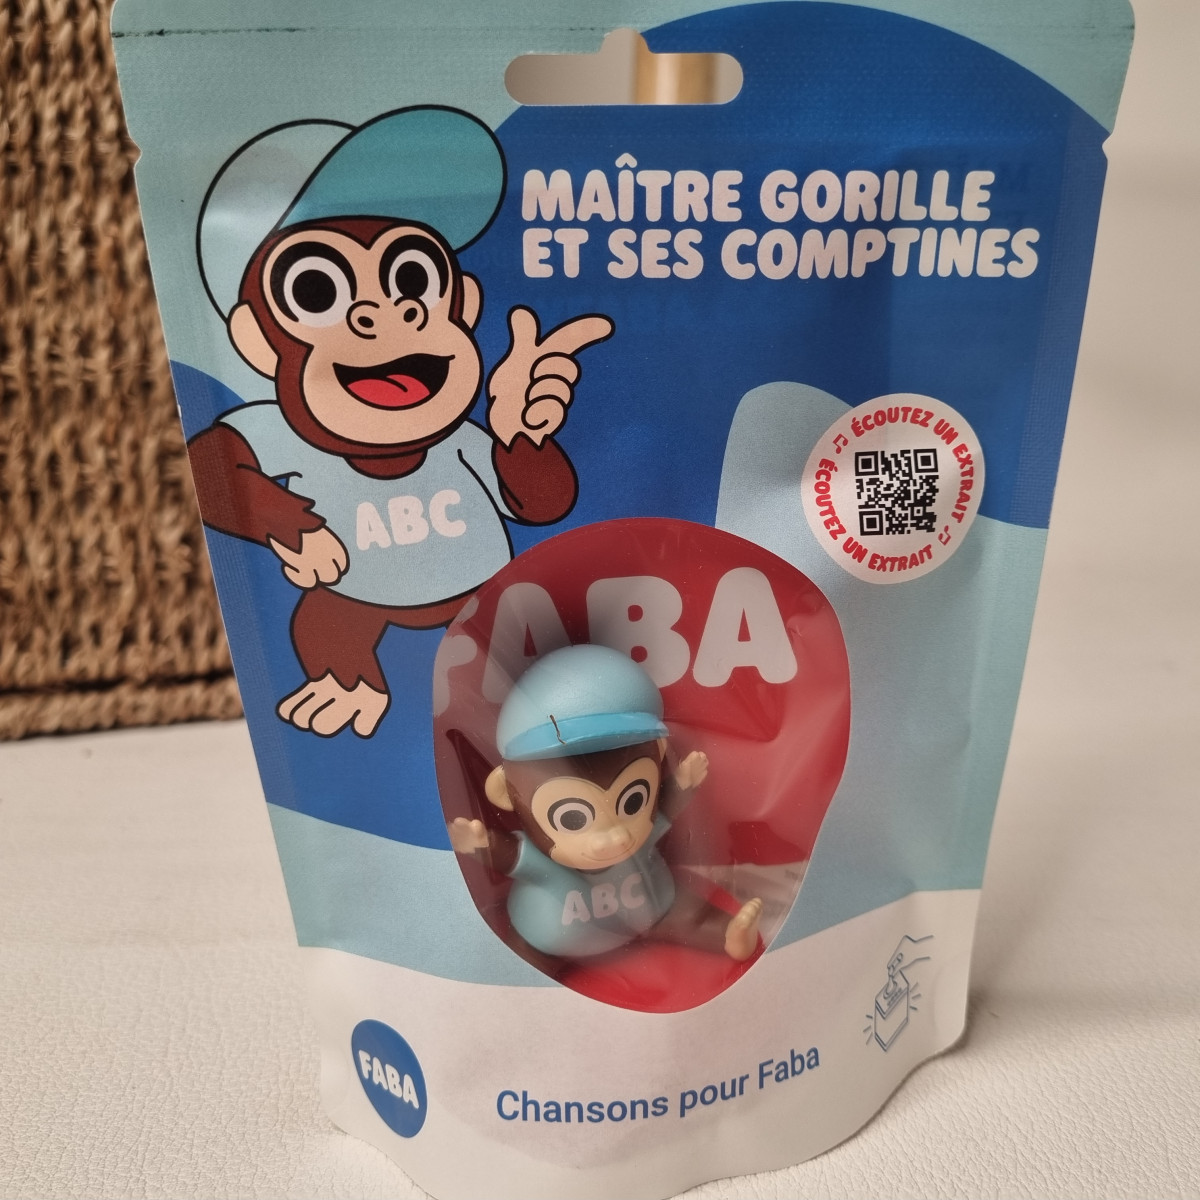 MAÎTRE GORILLE
ET SES COMPTINES
ABC
ÉCOUTEZ UN EXTRAIT
ÉCOUTEZ UN EXTRAIT
FABA
ABC
FABA
Chansons pour Faba